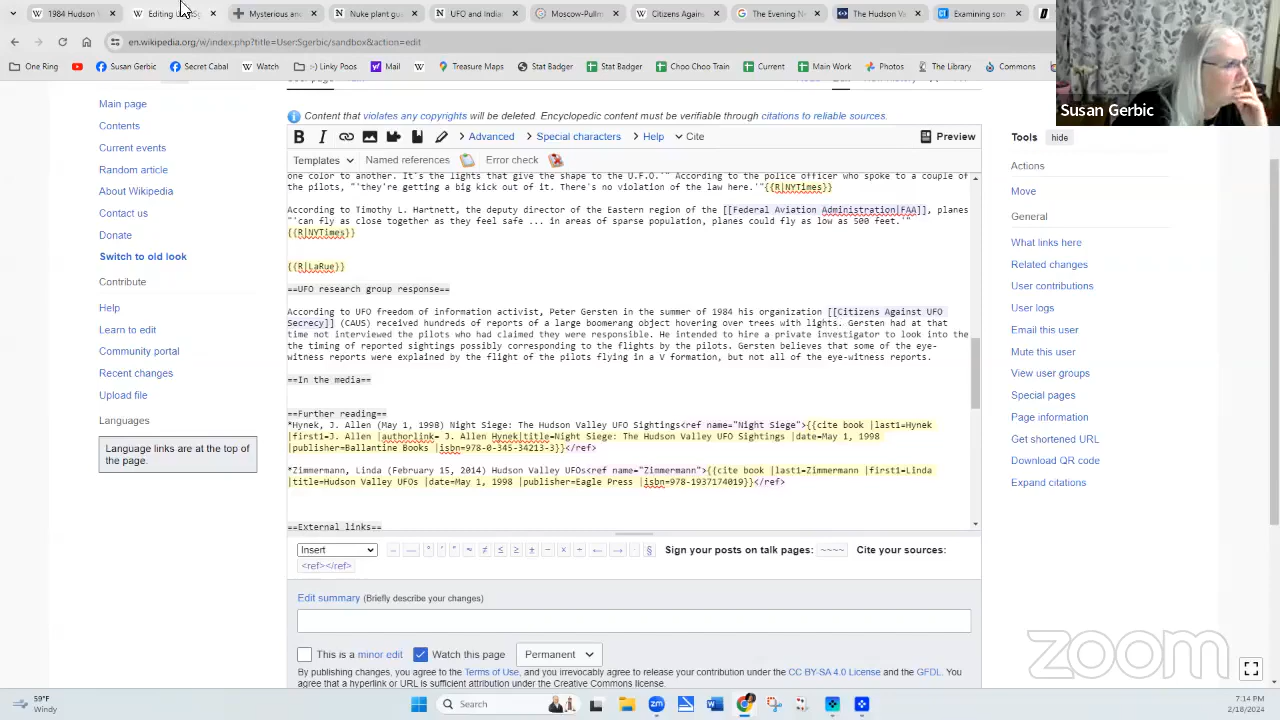 1984 Huds
Editing Us
Mysterious anc
Nuke plant gu
UFO and India
Moscow-Pullm
Citizens Again
The Evening N
The Hudson Va
Examining son
en.wikipedia.org/w/index.php?title=User:Sgerbic/sandbox&action=edit
One Ring
Susan Gerbic
Secret Cabal
Watch
:-) Linky Poo
Mail
Treasure Maps
Stat Badger
Stat Badger
Choo Choo Train
Current
Main Work
The Library
Commons
Susan Gerbic
Main page
Contents
Current events
Random article
About Wikipedia
Contact us
Donate
Switch to old look
Contribute
Help
Learn to edit
Community portal
Recent changes
Upload file
Languages
Language links are at the top of
the page.
Content that violates any copyrights will be deleted. Encyclopedic content must be verifiable through citations to reliable sources.
B I Advanced Special characters Help Cite Preview
Templates Named references Error check
one of the lights that give the shape to the U.F.O.'" According to the police officer who spoke to a couple of
the pilots, "'they're getting a big kick out of it. There's no violation of the law here.'"{{R|NYTimes}}
According to Timothy L. Hartnett, the deputy director of the Eastern region of the [[Federal Aviation Administration|FAA]], planes
"'can fly as close together as they feel safe ... in areas of sparse population, planes could fly as low as 500 feet.'"
{{R|NYTimes}}
{{R|LaRue}}
==UFO research group response==
According to UFO freedom of information activist, Peter Gersten in the summer of 1984 his organization [[Citizens Against UFO
Secrecy]] (CAUS) received hundreds of reports of a large boomerang object hovering over trees with lights. Gersten had at that
time not interviewed the pilots who had claimed they were responsible. He intended to hire a private investigator to look into the
the timing of reported sightings possibly corresponding to the flights by the pilots. Gersten believes that some of the eye-
witness reports were explained by the flight of the pilots flying in a V formation, but not all of the eye-witness reports.
==In the media==
==Further reading==
*Hynek, J. Allen (May 1, 1998) Night Siege: The Hudson Valley UFO Sightings<ref name="Night Siege">{{cite book |last=Hynek
|first=J. Allen |authorlink= J. Allen Hynek|title=Night Siege: The Hudson Valley UFO Sightings |date=May 1, 1998
|publisher=Ballantine Books |isbn=978-0-345-34213-3}}</ref>
*Zimmermann, Linda (February 15, 2014) Hudson Valley UFOs<ref name="Zimmermann">{{cite book |last1=Zimmermann |first1=Linda
|title=Hudson Valley UFOs |date=May 1, 1998 |publisher=Eagle Press |isbn=978-1937174019}}</ref>
==External links==
Insert – — ° ′ ″ ≈ ≠ ≤ ≥ ± − × ÷ ← → · § Sign your posts on talk pages: ~~~~ Cite your sources:
<ref></ref>
Edit summary (Briefly describe your changes)
This is a minor edit Watch this page Permanent
By publishing changes, you agree to the Terms of Use, and you irrevocably agree to release your contribution under the CC BY-SA 4.0 License and the GFDL. You
agree that a hyperlink or URL is sufficient attribution under the Creative Commons license.
Tools hide
Actions
Move
General
What links here
Related changes
User contributions
User logs
Email this user
Mute this user
View user groups
Special pages
Page information
Get shortened URL
Download QR code
Expand citations
zoom
59°F
Windy
Search
7:14 PM
2/18/2024